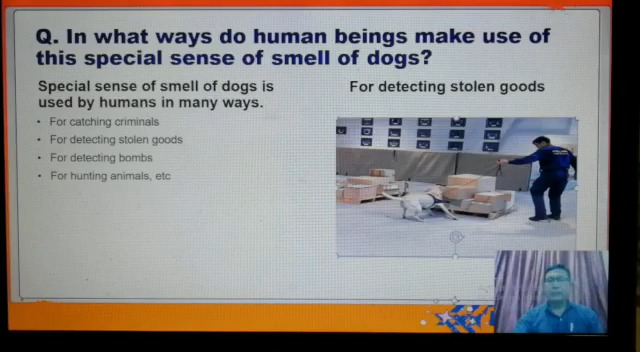 Q. In what ways do human beings make use of
this special sense of smell of dogs?
Special sense of smell of dogs is
used by humans in many ways.
• For catching criminals
• For detecting stolen goods
• For detecting bombs
• For hunting animals, etc
For detecting stolen goods